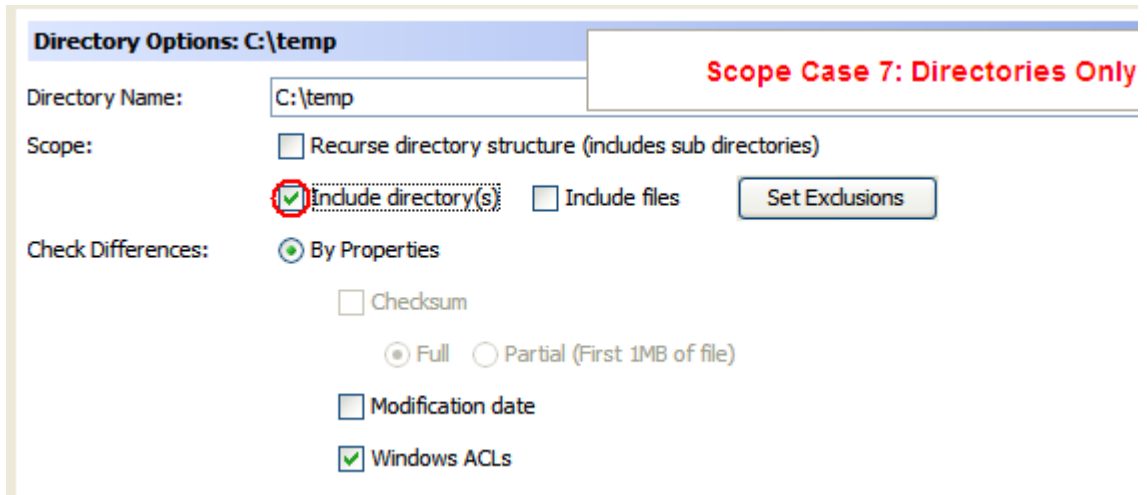 Directory Options: C:\temp
Scope Case 7: Directories Only
Directory Name: C:\temp
Scope: Recurse directory structure (includes sub directories)
Include directory(s) Include files Set Exclusions
Check Differences: By Properties
Checksum
Full Partial (First 1MB of file)
Modification date
Windows ACLs